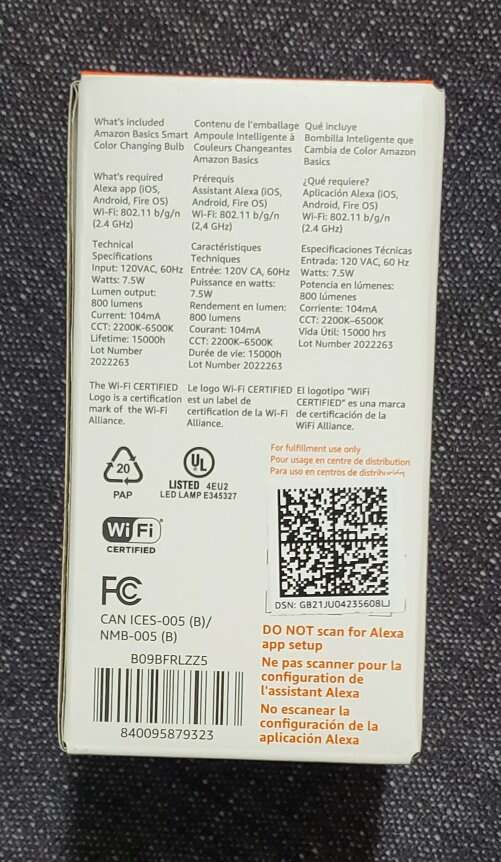 What's included
Amazon Basics Smart
Color Changing Bulb
Contenu de l'emballage
Ampoule Intelligente à
Couleurs Changeantes
Amazon Basics
Qué incluye
Bombilla Inteligente que
Cambia de Color Amazon
Basics
What's required
Alexa app (iOS,
Android, Fire OS)
Wi-Fi: 802.11 b/g/n
(2.4 GHz)
Prérequis
Assistant Alexa (iOS,
Android, Fire OS)
Wi-Fi: 802.11 b/g/n
(2,4 GHz)
¿Qué requiere?
Aplicación Alexa (iOS,
Android, Fire OS)
Wi-Fi: 802.11 b/g/n
(2.4 GHz)
Technical
Specifications
Input: 120VAC, 60Hz
Watts: 7.5W
Lumen output:
800 lumens
Current: 104mA
CCT: 2200K–6500K
Lifetime: 15000h
Lot Number
2022263
Caractéristiques
Techniques
Entrée: 120V CA, 60Hz
Puissance en watts:
7.5W
Rendement en lumen:
800 lumens
Courant: 104mA
CCT: 2200K–6500K
Durée de vie: 15000h
Lot Number
2022263
Especificaciones Técnicas
Entrada: 120 VAC, 60 Hz
Watts: 7.5W
Potencia en lúmenes:
800 lúmenes
Corriente: 104mA
CCT: 2200K–6500K
Vida Útil: 15000 hrs
Lot Number
2022263
The Wi-Fi CERTIFIED
Logo is a certification
mark of the Wi-Fi
Alliance.
Le logo Wi-Fi CERTIFIED
est un label de
certification de la Wi-Fi
Alliance.
El logotipo "WiFi
CERTIFIED" es una marca
de certificación de la
WiFi Alliance.
20
PAP
UL
LISTED 4EU2
LED LAMP E345327
For fulfillment use only
Pour usage en centre de distribution
Para uso en centros de distribución
Wi Fi
CERTIFIED
DSN: GB21JU04235608LJ
FC
CAN ICES-005 (B)/
NMB-005 (B)
B09BFRLZZ5
840095879323
DO NOT scan for Alexa
app setup
Ne pas scanner pour la
configuration de
l'assistant Alexa
No escanear la
configuración de la
aplicación Alexa